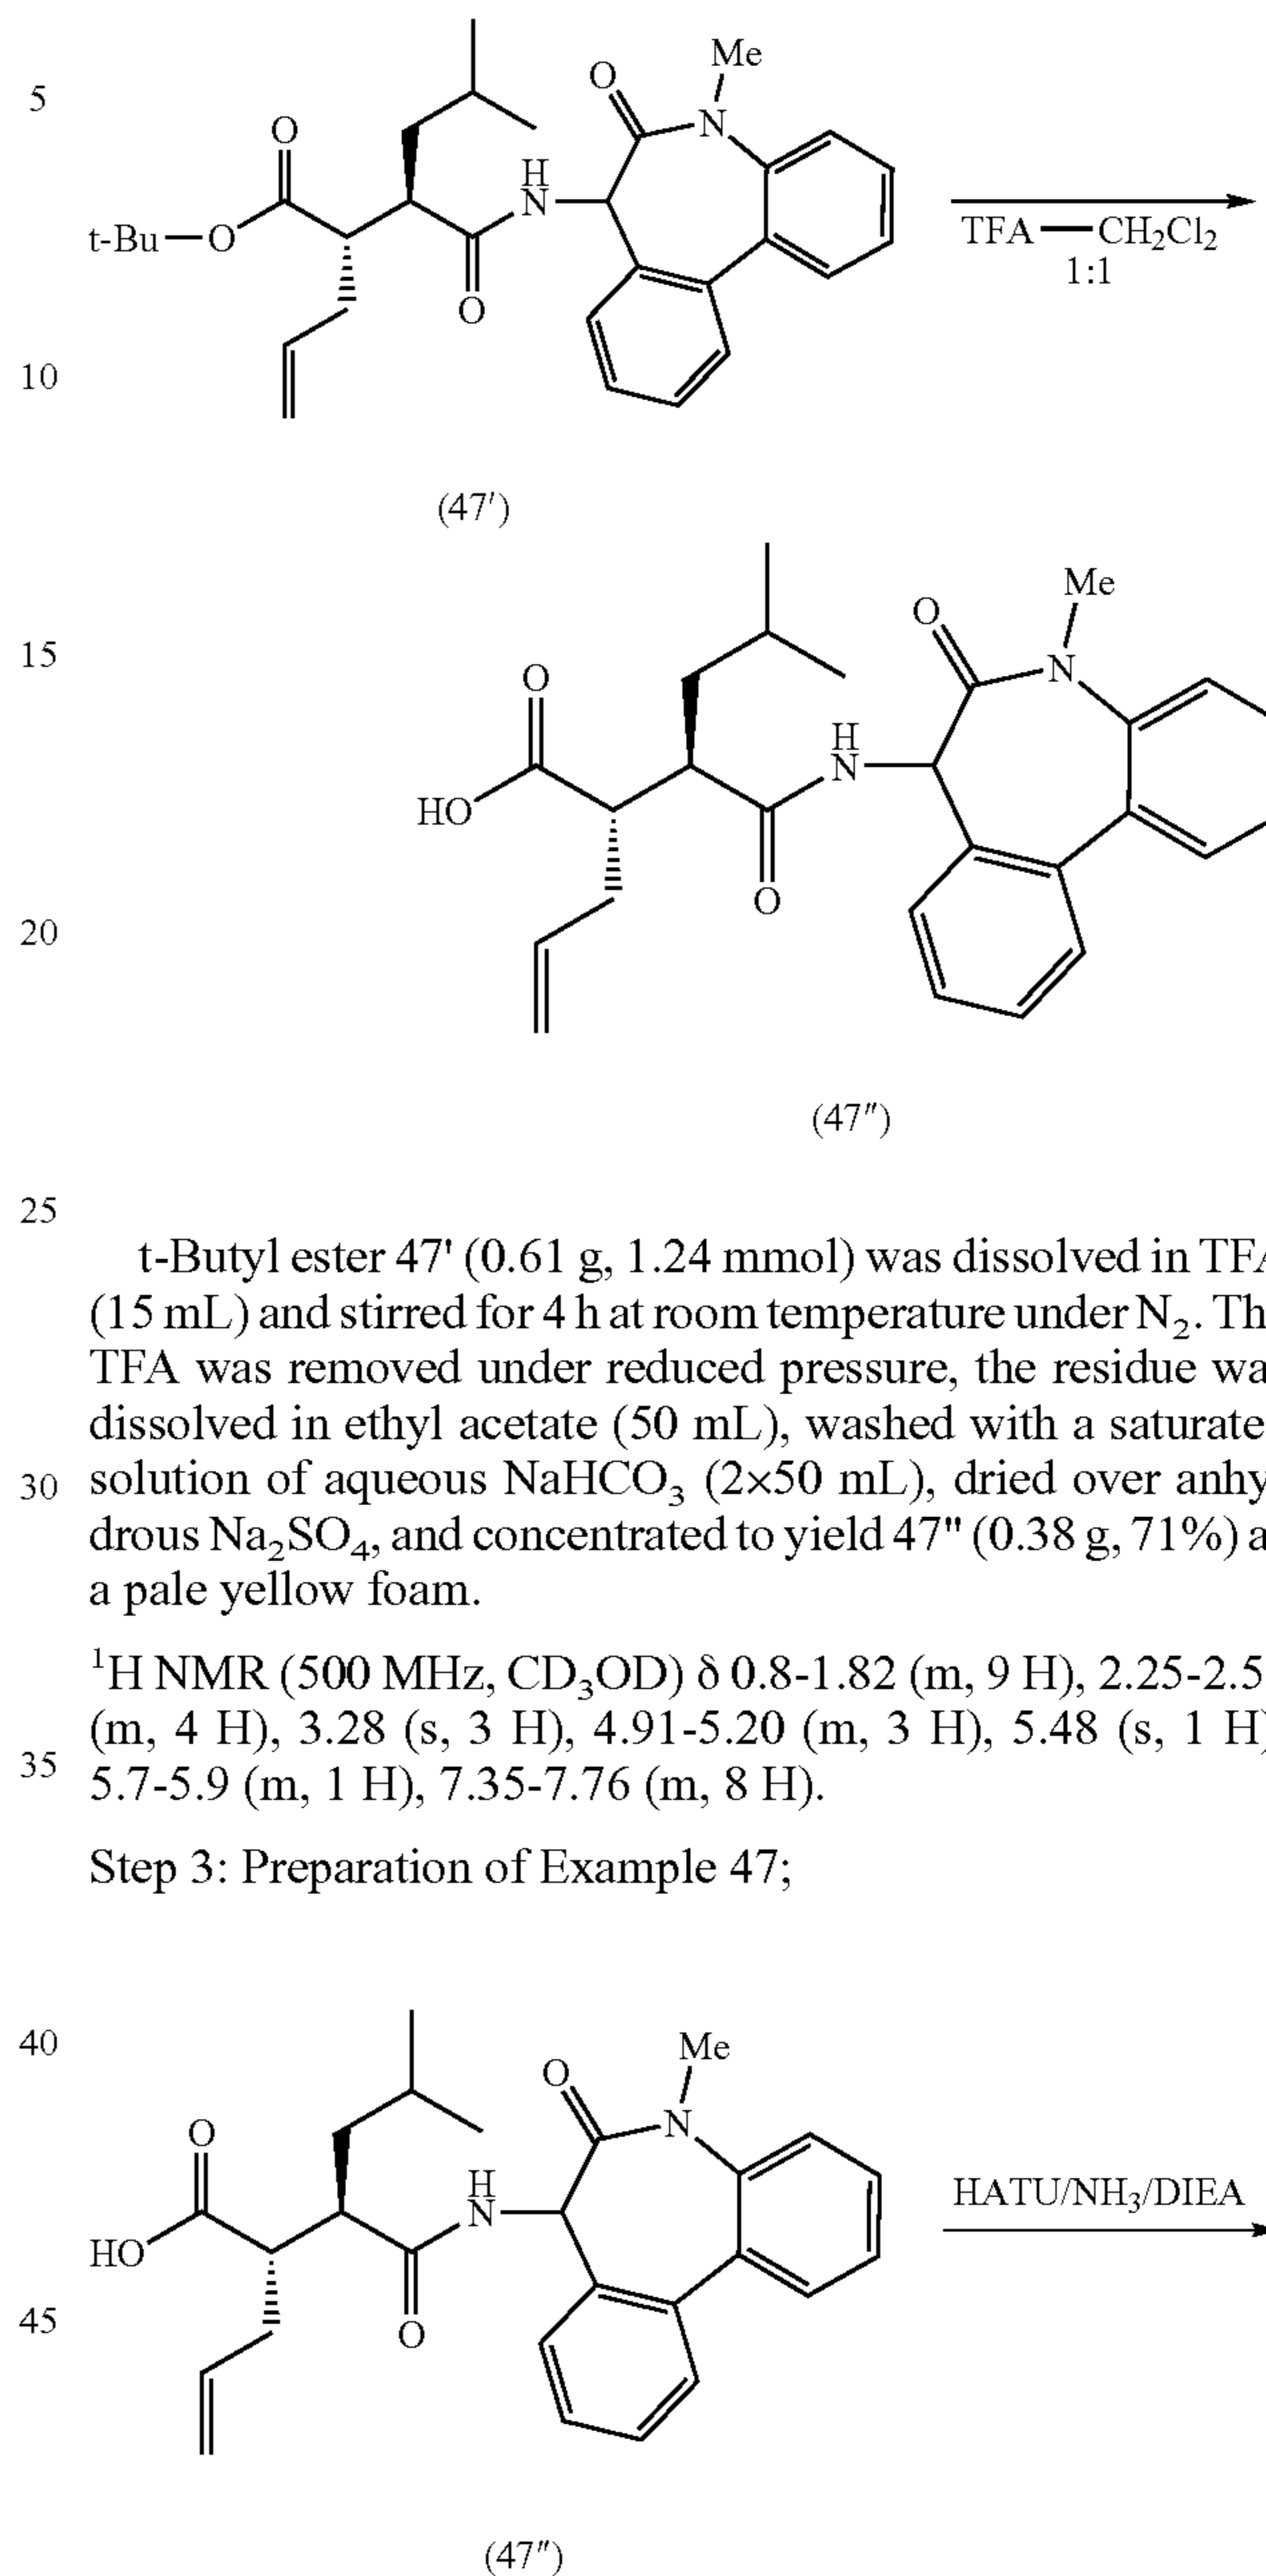 Me
5
O
N
O
H
N
t-Bu—O
O
TFA—CH₂Cl₂
1:1
10
(47′)
Me
15
O
N
O
H
N
HO
O
20
(47″)
25
t-Butyl ester 47' (0.61 g, 1.24 mmol) was dissolved in TFA
(15 mL) and stirred for 4 h at room temperature under N₂. Th
TFA was removed under reduced pressure, the residue wa
dissolved in ethyl acetate (50 mL), washed with a saturate
30 solution of aqueous NaHCO₃ (2×50 mL), dried over anhy
drous Na₂SO₄, and concentrated to yield 47" (0.38 g, 71%) a
a pale yellow foam.
¹H NMR (500 MHz, CD₃OD) δ 0.8-1.82 (m, 9 H), 2.25-2.5
(m, 4 H), 3.28 (s, 3 H), 4.91-5.20 (m, 3 H), 5.48 (s, 1 H)
35 5.7-5.9 (m, 1 H), 7.35-7.76 (m, 8 H).
Step 3: Preparation of Example 47;
40
Me
O
N
O
H
N
HATU/NH₃/DIEA
HO
O
45
(47″)